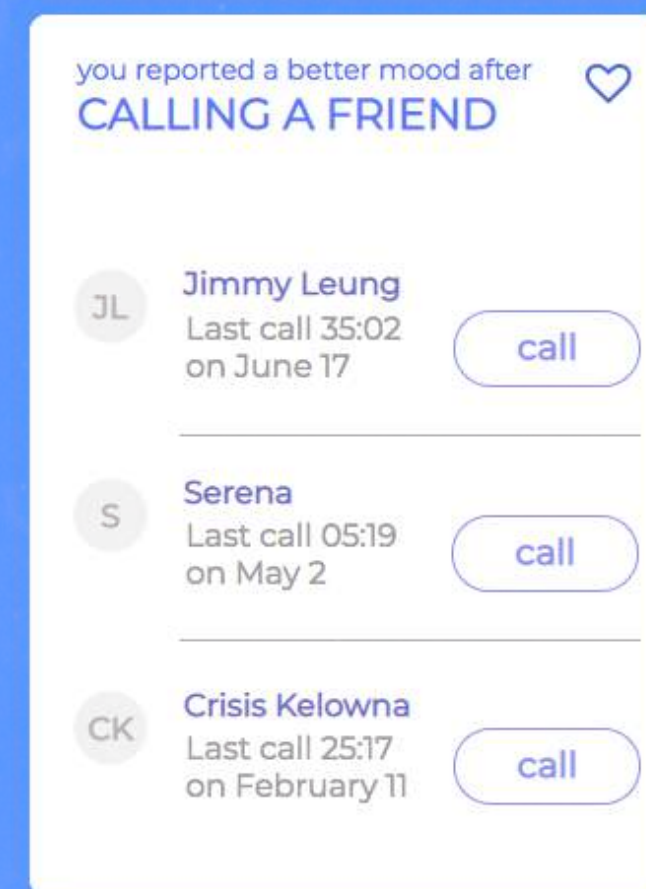 you reported a better mood after
CALLING A FRIEND
JL
Jimmy Leung
Last call 35:02
on June 17
call
S
Serena
Last call 05:19
on May 2
call
CK
Crisis Kelowna
Last call 25:17
on February 11
call